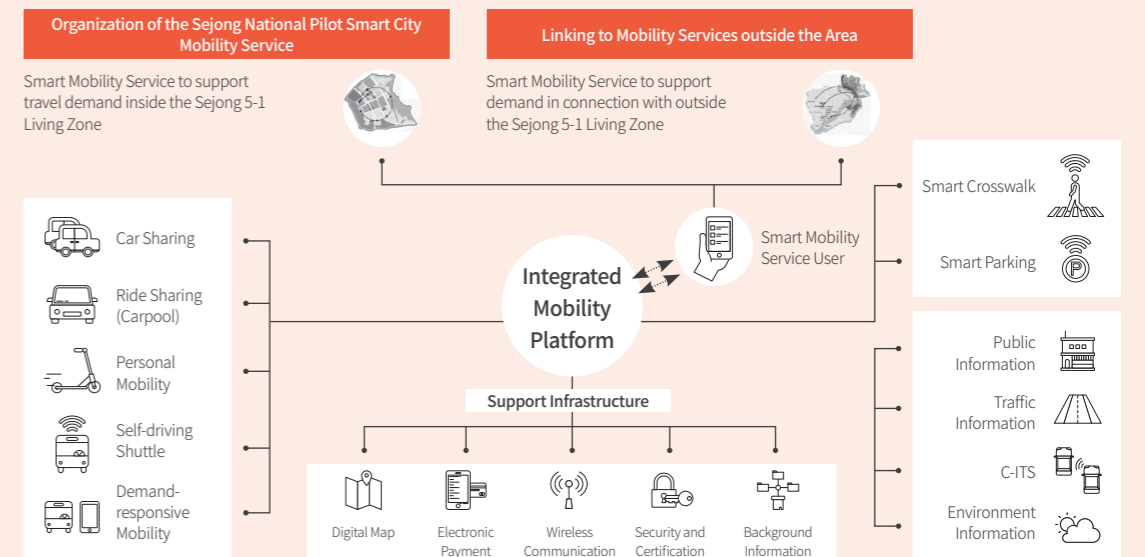 Organization of the Sejong National Pilot Smart City
Mobility Service
Linking to Mobility Services outside the Area
Smart Mobility Service to support
travel demand inside the Sejong 5-1
Living Zone
Smart Mobility Service to support
demand in connection with outside
the Sejong 5-1 Living Zone
Car Sharing
Ride Sharing
(Carpool)
Personal
Mobility
Self-driving
Shuttle
Demand-
responsive
Mobility
Integrated
Mobility
Platform
Smart Mobility
Service User
Smart Crosswalk
Smart Parking
P
Public
Information
Traffic
Information
C-ITS
Environment
Information
Support Infrastructure
Digital Map
Electronic
Payment
Wireless
Communication
Security and
Certification
Background
Information